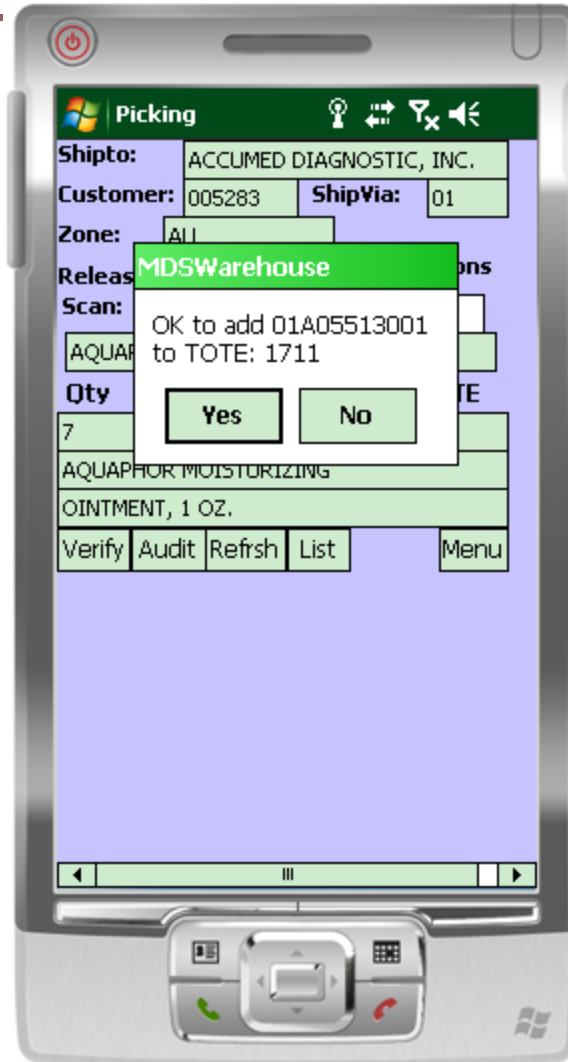 Picking
Shipto: ACCUMED DIAGNOSTIC, INC.
Customer: 005283 ShipVia: 01
Zone:
MDSWarehouse
Scan:
OK to add 01A05513001
to TOTE: 1711
Yes No
Qty
7
AQUAPHOR MOISTURIZING
OINTMENT, 1 OZ.
Verify Audit Refrsh List Menu